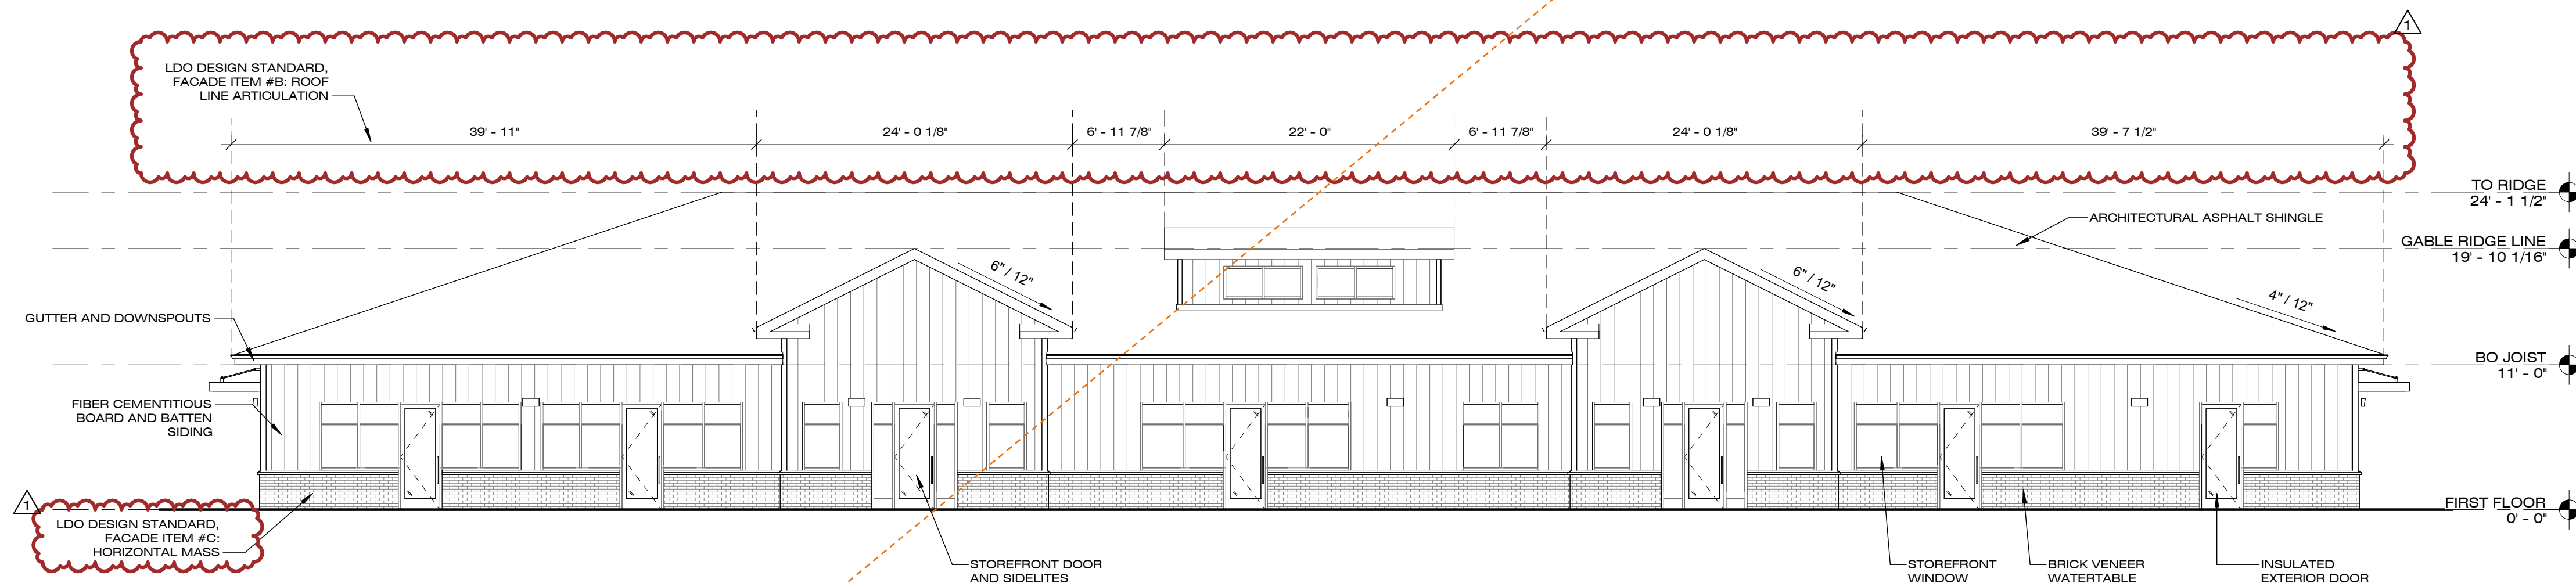 1
LDO DESIGN STANDARD,
FACADE ITEM #B: ROOF
LINE ARTICULATION
39' - 11"
24' - 0 1/8"
6' - 11 7/8"
22' - 0"
6' - 11 7/8"
24' - 0 1/8"
39' - 7 1/2"
TO RIDGE
24' - 1 1/2"
ARCHITECTURAL ASPHALT SHINGLE
GABLE RIDGE LINE
19' - 10 1/16"
6" / 12"
6" / 12"
4" / 12"
GUTTER AND DOWNSPOUTS
BO JOIST
11' - 0"
FIBER CEMENTITIOUS
BOARD AND BATTEN
SIDING
1
LDO DESIGN STANDARD,
FACADE ITEM #C:
HORIZONTAL MASS
FIRST FLOOR
0' - 0"
STOREFRONT DOOR
AND SIDELITES
STOREFRONT
WINDOW
BRICK VENEER
WATERTABLE
INSULATED
EXTERIOR DOOR